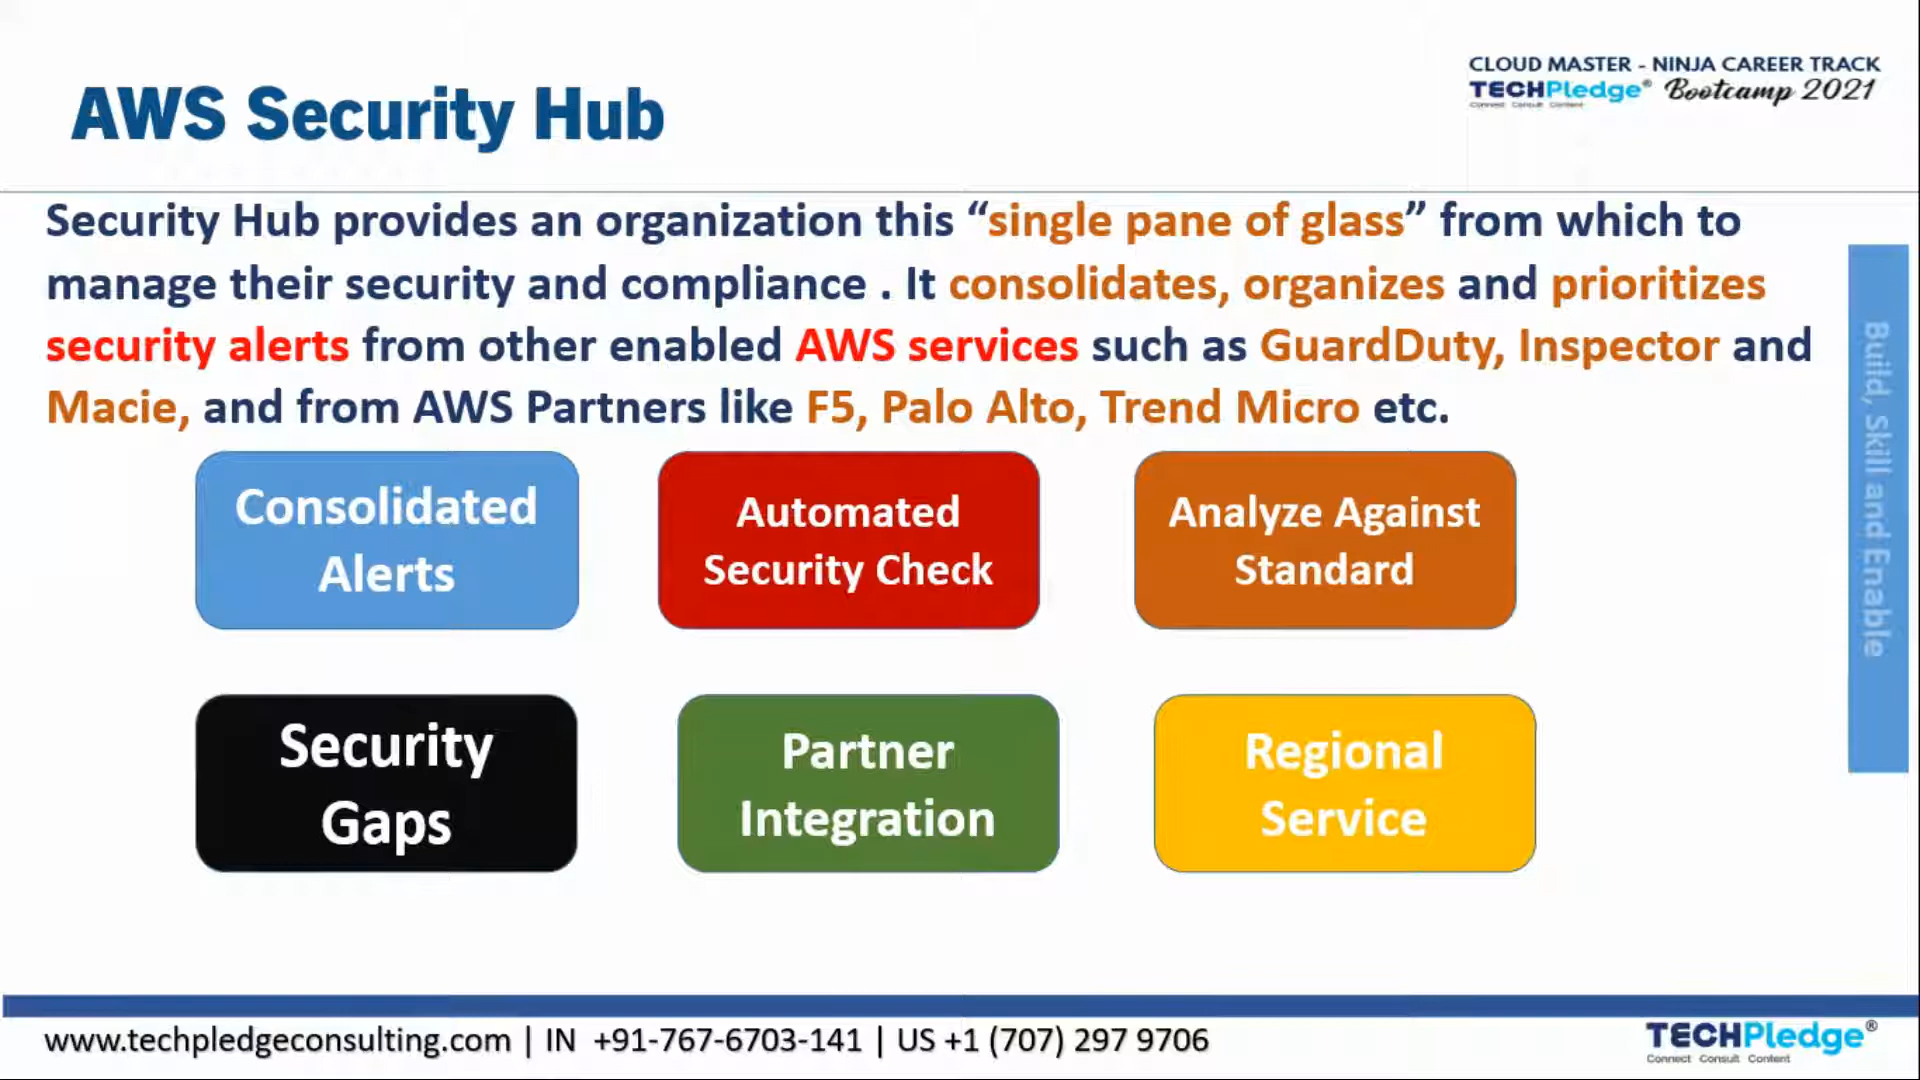 CLOUD MASTER - NINJA CAREER TRACK
TECHPledge® Bootcamp 2021
Connect Consult Content
AWS Security Hub
Security Hub provides an organization this “single pane of glass” from which to
manage their security and compliance . It consolidates, organizes and prioritizes
security alerts from other enabled AWS services such as GuardDuty, Inspector and
Macie, and from AWS Partners like F5, Palo Alto, Trend Micro etc.
Consolidated
Alerts
Automated
Security Check
Analyze Against
Standard
Security
Gaps
Partner
Integration
Regional
Service
Build, Skill and Enable
www.techpledgeconsulting.com | IN +91-767-6703-141 | US +1 (707) 297 9706
TECHPledge®
Connect Consult Content